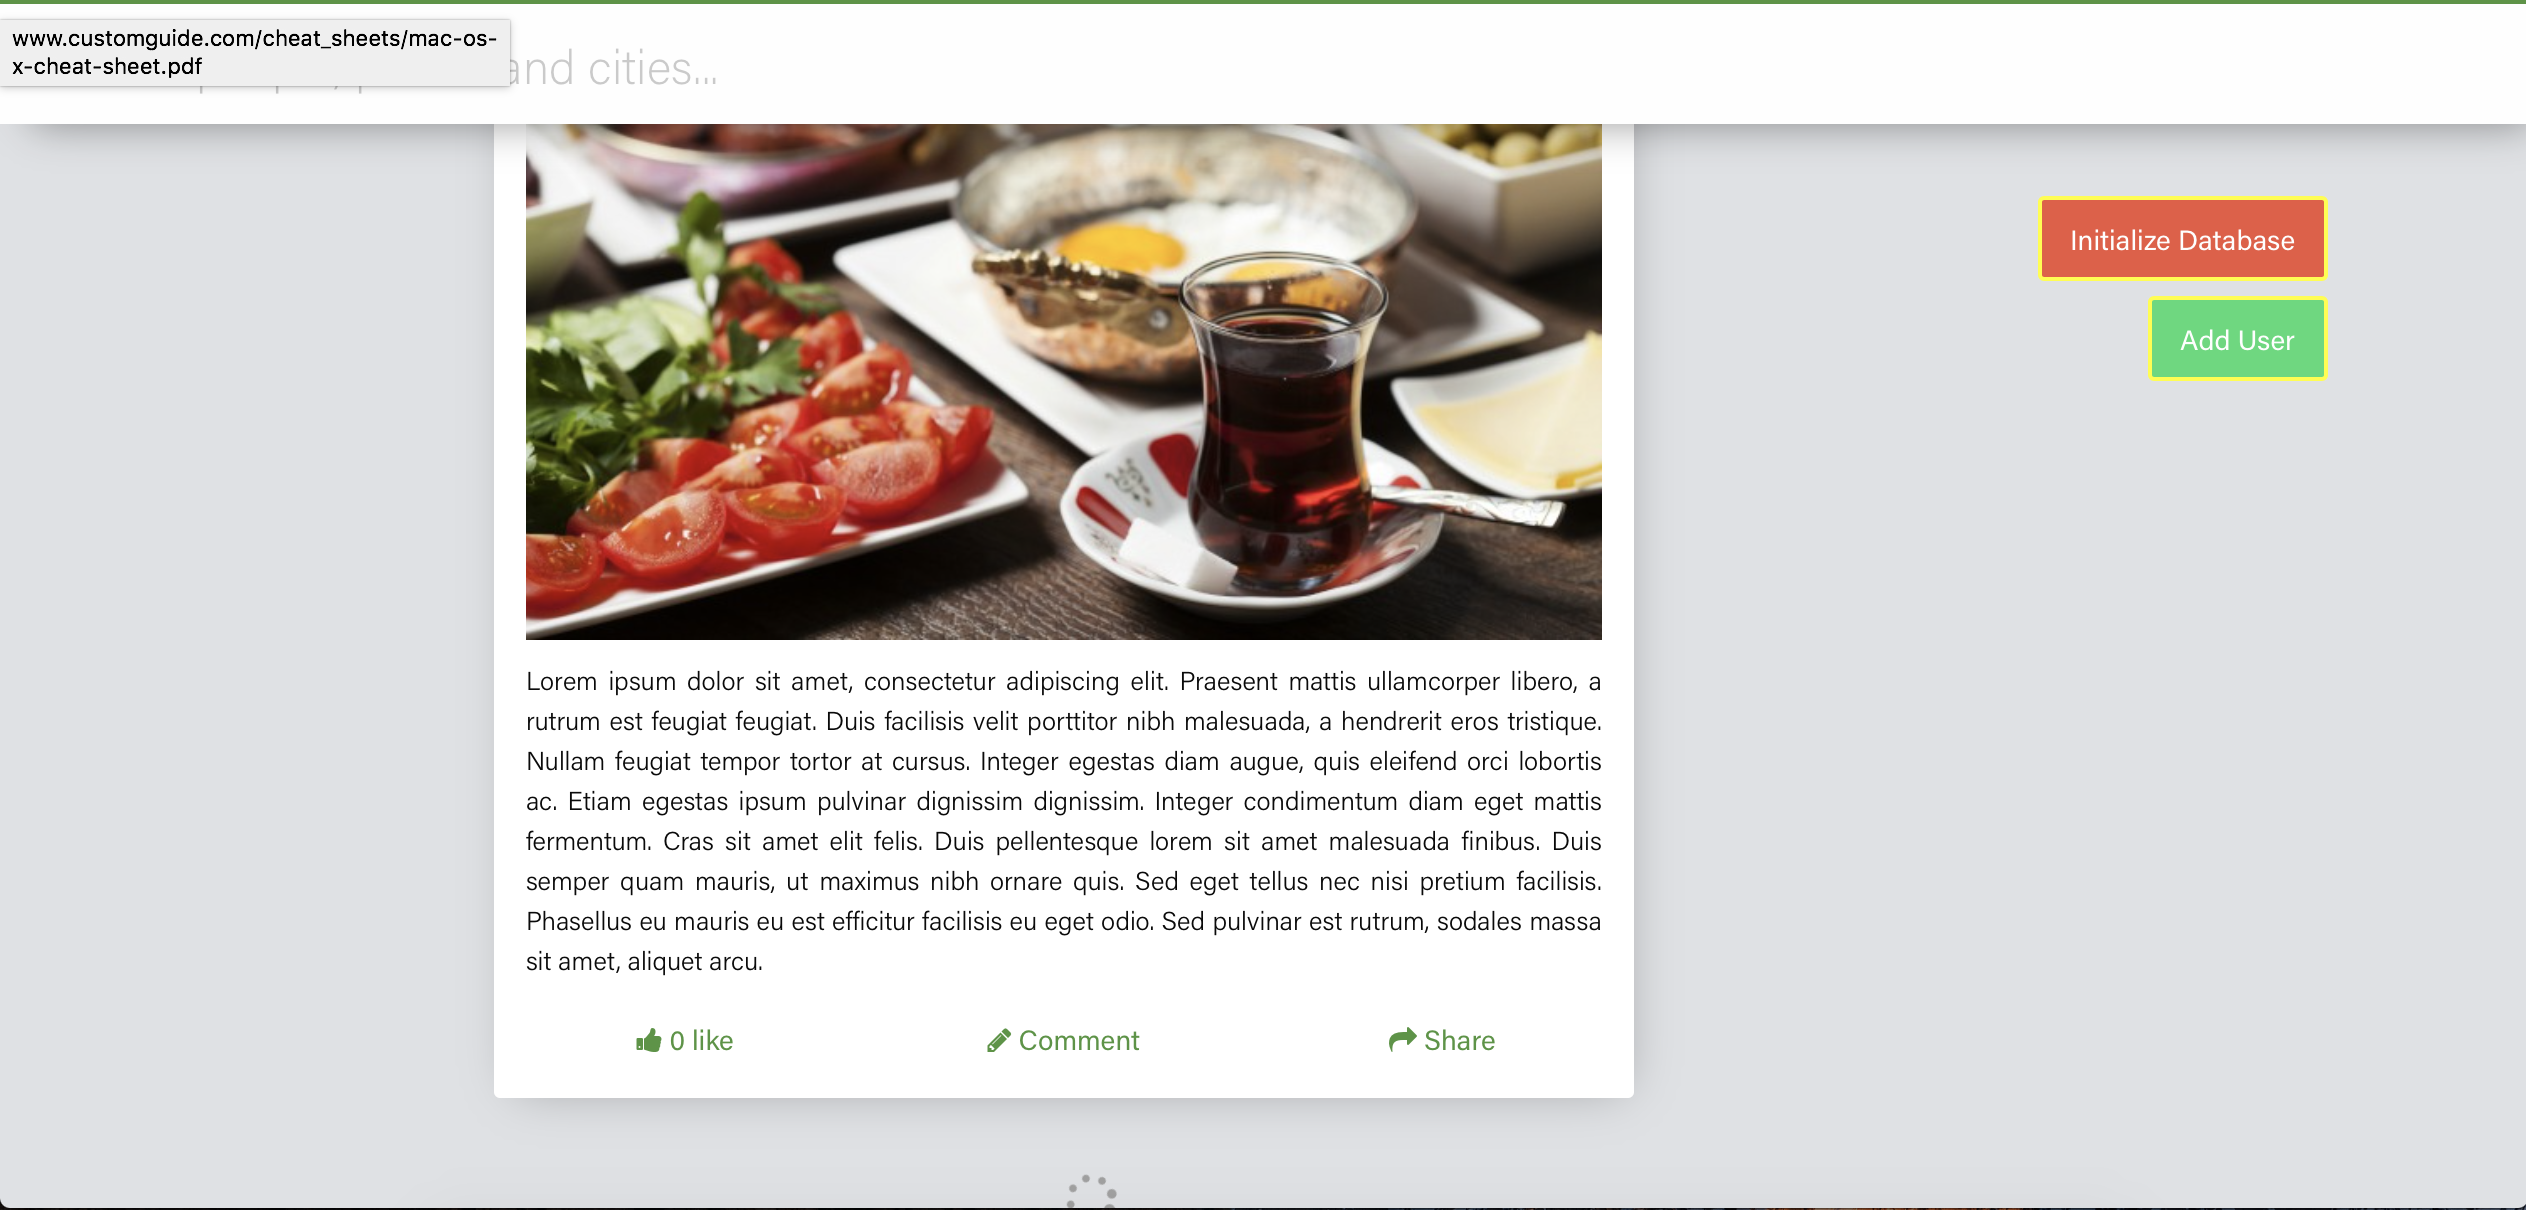 www.customguide.com/cheat_sheets/mac-os-
x-cheat-sheet.pdf
and cities...
Initialize Database
Add User
Lorem ipsum dolor sit amet, consectetur adipiscing elit. Praesent mattis ullamcorper libero, a
rutrum est feugiat feugiat. Duis facilisis velit porttitor nibh malesuada, a hendrerit eros tristique.
Nullam feugiat tempor tortor at cursus. Integer egestas diam augue, quis eleifend orci lobortis
ac. Etiam egestas ipsum pulvinar dignissim dignissim. Integer condimentum diam eget mattis
fermentum. Cras sit amet elit felis. Duis pellentesque lorem sit amet malesuada finibus. Duis
semper quam mauris, ut maximus nibh ornare quis. Sed eget tellus nec nisi pretium facilisis.
Phasellus eu mauris eu est efficitur facilisis eu eget odio. Sed pulvinar est rutrum, sodales massa
sit amet, aliquet arcu.
0 like Comment Share